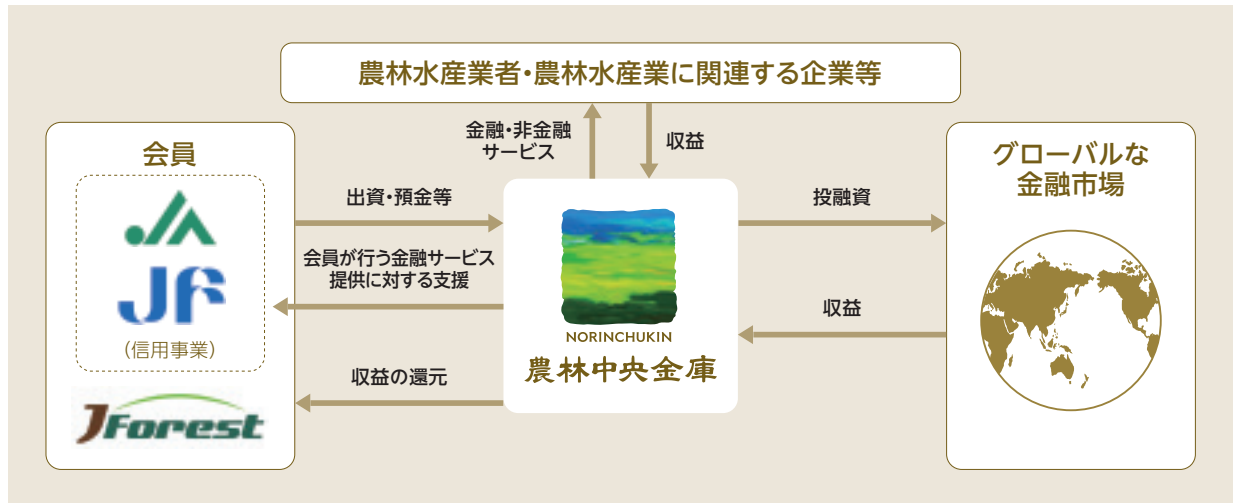 農林水産業者・農林水産業に関連する企業等
金融・非金融
サービス
収益
会員
JA
JF
(信用事業)
JForest
出資・預金等
会員が行う金融サービス
提供に対する支援
収益の還元
NORINCHUKIN
農林中央金庫
投融資
収益
グローバルな
金融市場